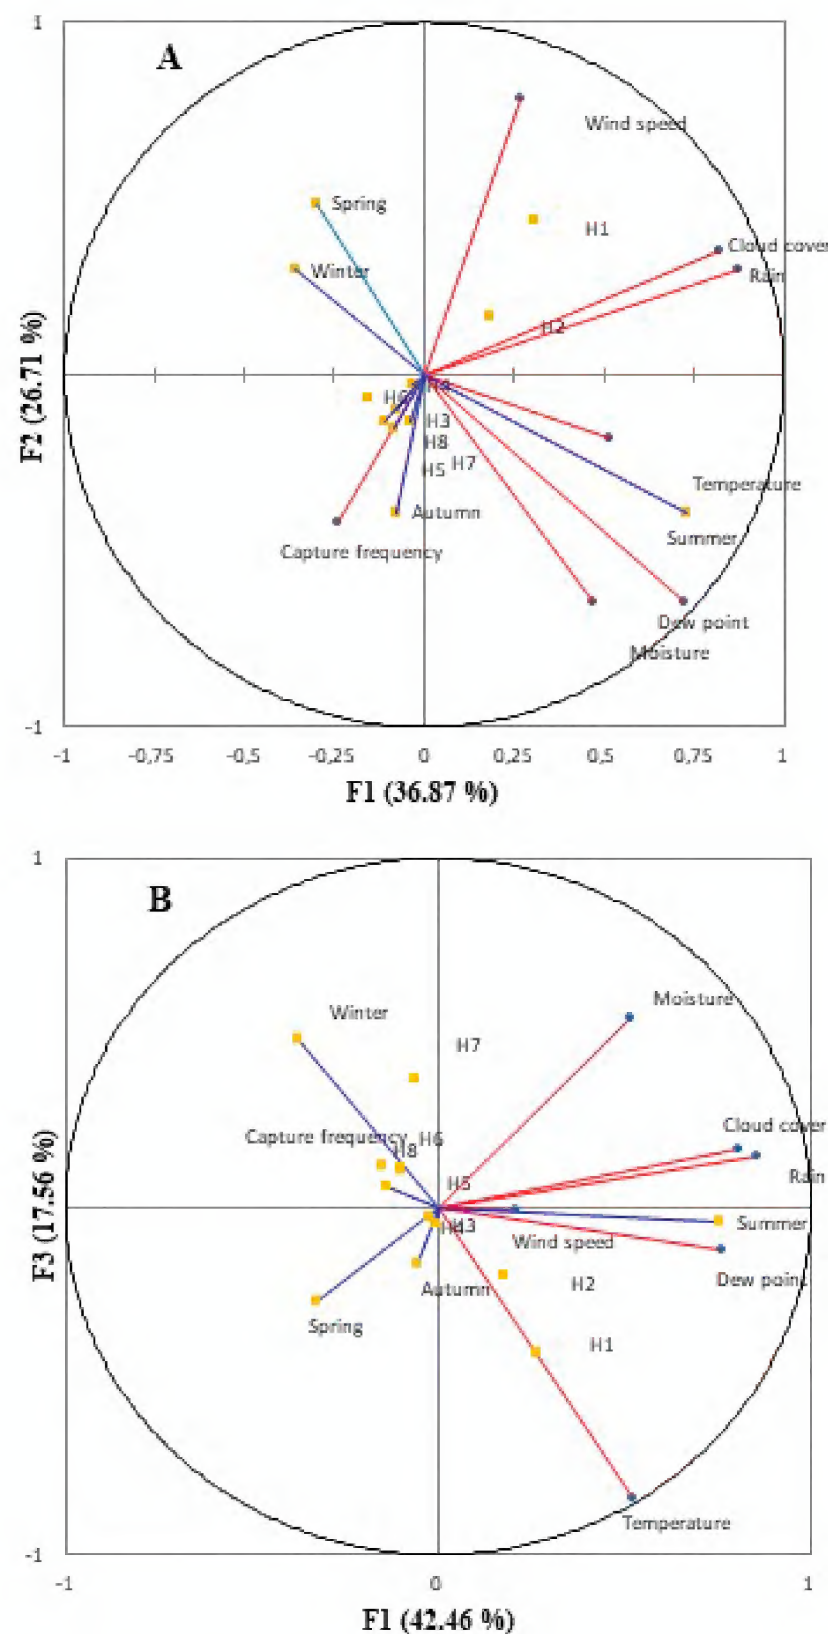 1
A
Wind speed
Spring
H1
Cloud cover
Winter
Rain
H2
F2 (26.71 %)
H6
H3
H8
H5
H7
Temperature
Autumn
Summer
Capture frequency
Dew point
Moisture
-1
-1
-0,75
-0,5
-0,25
0
0,25
0,5
0,75
1
F1 (36.87 %)
1
B
Moisture
Winter
H7
Cloud cover
Capture frequency
H6
H8
Rain
H5
F3 (17.56 %)
Summer
Wind speed
Dew point
Autumn
H2
Spring
H1
Temperature
-1
-1
0
1
F1 (42.46 %)